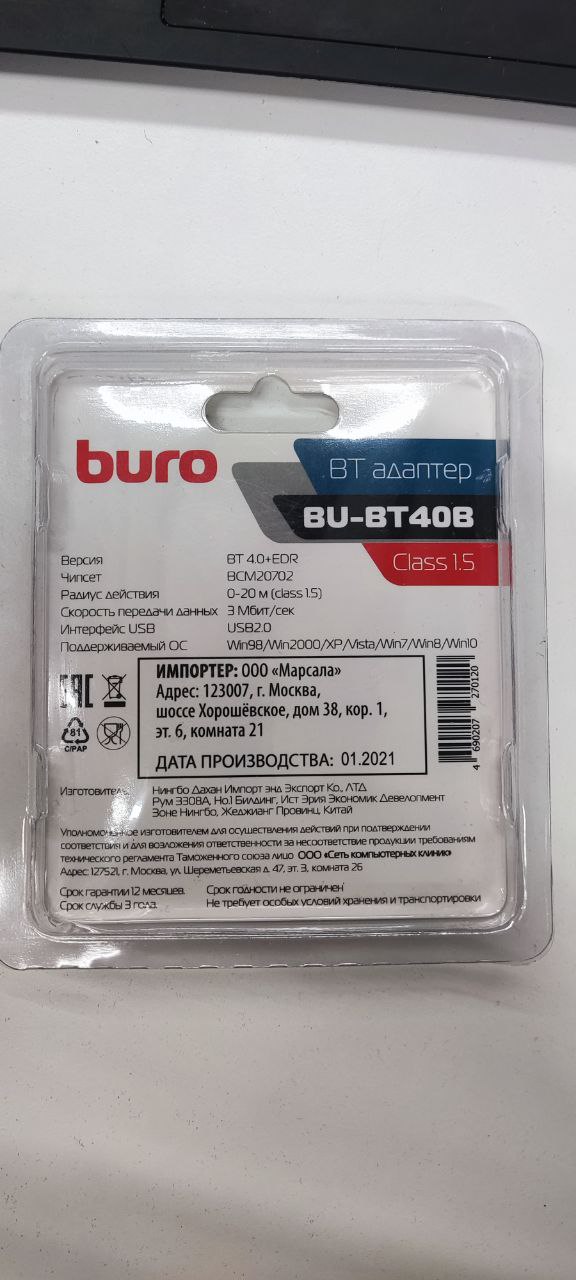 buro
BT адаптер
BU-BT40B
Class 1.5
Версия BT 4.0+EDR
Чипсет BCM20702
Радиус действия 0-20 м (class 1.5)
Скорость передачи данных 3 Мбит/сек
Интерфейс USB USB2.0
Поддерживаемый ОС Win98/Win2000/XP/Vista/Win7/Win8/Win10
EAC
81
C/PAP
ИМПОРТЕР: ООО «Марсала»
Адрес: 123007, г. Москва,
шоссе Хорошёвское, дом 38, кор. 1,
эт. 6, комната 21
ДАТА ПРОИЗВОДСТВА: 01.2021
4 690207 270120
Изготовитель: Нингбо Дахан Импорт энд Экспорт Ко., ЛТД
Рум 3308А, Но.1 Билдинг, Ист Эрия Экономик Девелопмент
Зоне Нингбо, Жеджианг Провинц, Китай
Уполномоченное изготовителем для осуществления действий при подтверждении
соответствия и для возложения ответственности за несоответствие продукции требованиям
технического регламента Таможенного союза лицо ООО «Сеть компьютерных клиник»
Адрес: 127521, г. Москва, ул. Шереметьевская д. 47, эт. 3, комната 26
Срок гарантии 12 месяцев. Срок годности не ограничен
Срок службы 3 года. Не требует особых условий хранения и транспортировки